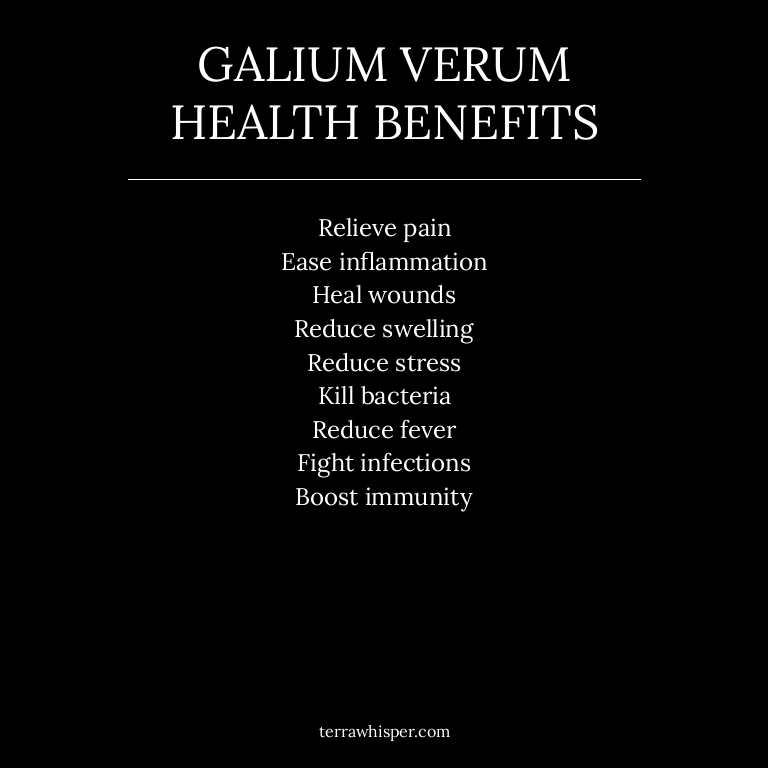 GALIUM VERUM
HEALTH BENEFITS
Relieve pain
Ease inflammation
Heal wounds
Reduce swelling
Reduce stress
Kill bacteria
Reduce fever
Fight infections
Boost immunity
terrawhisper.com